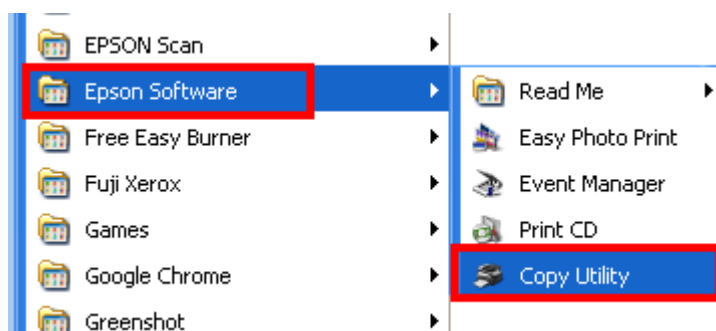 EPSON Scan
Epson Software
Free Easy Burner
Fuji Xerox
Games
Google Chrome
Greenshot
Read Me
Easy Photo Print
Event Manager
Print CD
Copy Utility